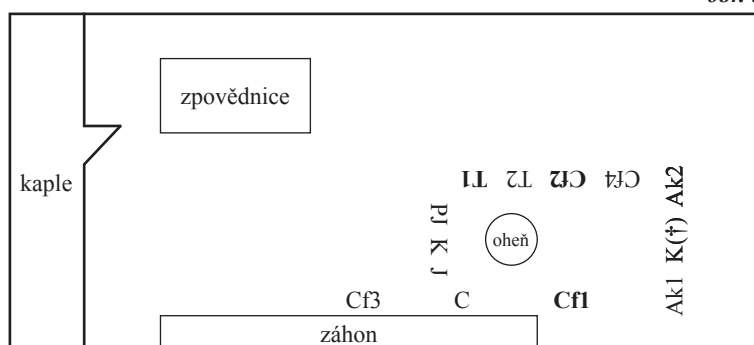 zpovědnice
kaple
T1 T2 Cf2 Cf4
Ak1 K(†) Ak2
PJ K J
oheň
Cf3 C Cf1
záhon